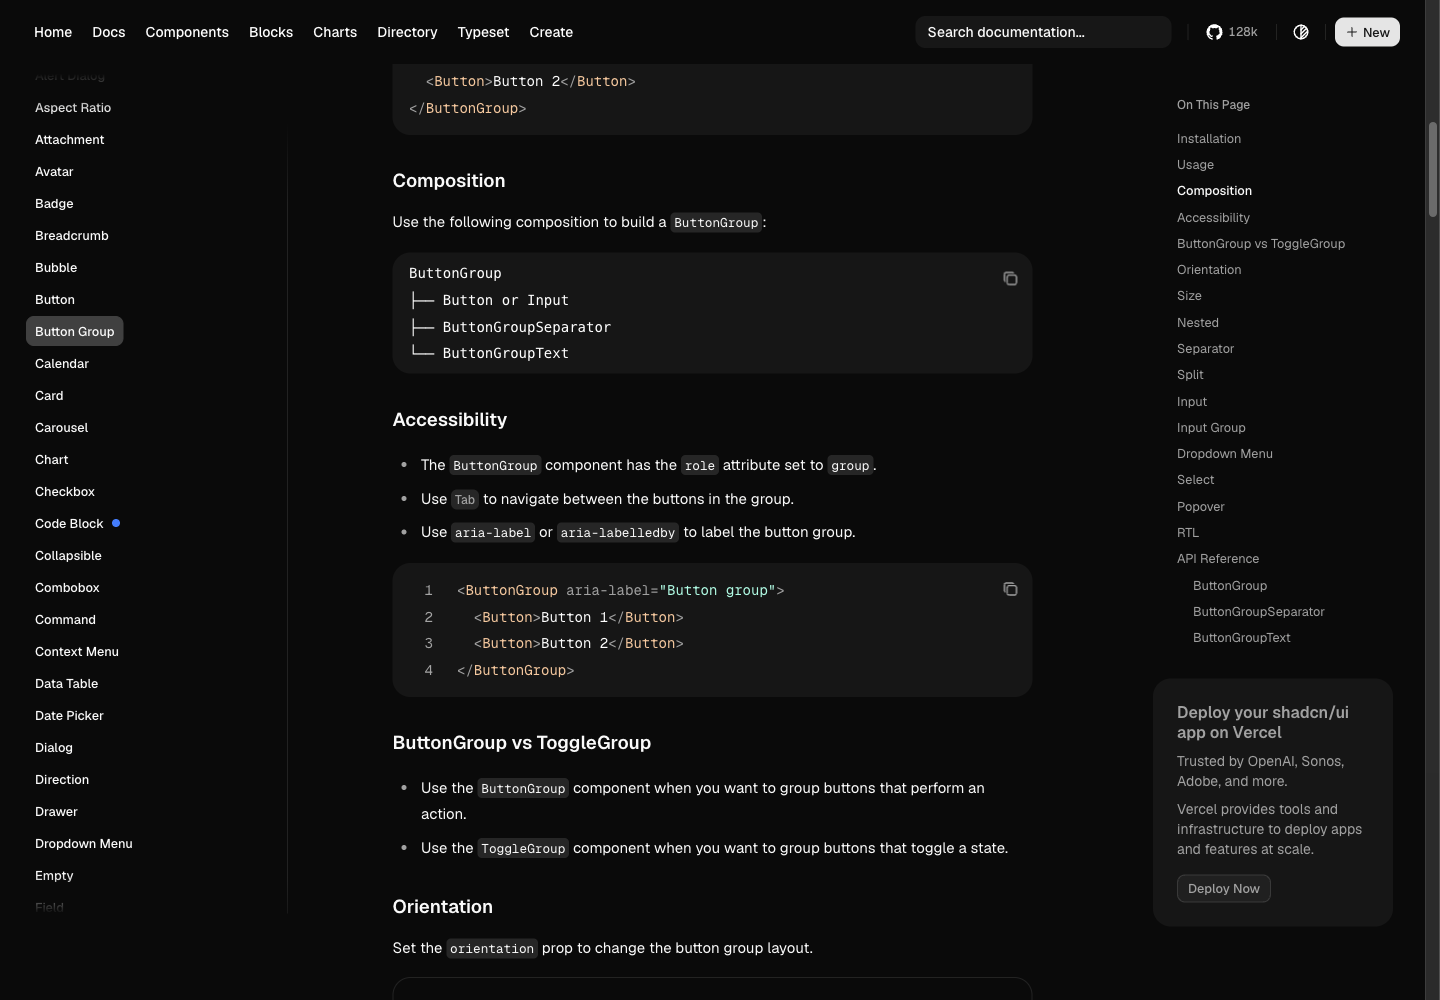 Home Docs Components Blocks Charts Directory Typeset Create
Search documentation...
128k
New
Alert Dialog
Aspect Ratio
Attachment
Avatar
Badge
Breadcrumb
Bubble
Button
Button Group
Calendar
Card
Carousel
Chart
Checkbox
Code Block
Collapsible
Combobox
Command
Context Menu
Data Table
Date Picker
Dialog
Direction
Drawer
Dropdown Menu
Empty
Field
<Button>Button 2</Button>
</ButtonGroup>
Composition
Use the following composition to build a ButtonGroup:
ButtonGroup
├── Button or Input
├── ButtonGroupSeparator
└── ButtonGroupText
Accessibility
• The ButtonGroup component has the role attribute set to group.
• Use Tab to navigate between the buttons in the group.
• Use aria-label or aria-labelledby to label the button group.
1 <ButtonGroup aria-label="Button group">
2   <Button>Button 1</Button>
3   <Button>Button 2</Button>
4 </ButtonGroup>
ButtonGroup vs ToggleGroup
• Use the ButtonGroup component when you want to group buttons that perform an
action.
• Use the ToggleGroup component when you want to group buttons that toggle a state.
Orientation
Set the orientation prop to change the button group layout.
On This Page
Installation
Usage
Composition
Accessibility
ButtonGroup vs ToggleGroup
Orientation
Size
Nested
Separator
Split
Input
Input Group
Dropdown Menu
Select
Popover
RTL
API Reference
ButtonGroup
ButtonGroupSeparator
ButtonGroupText
Deploy your shadcn/ui
app on Vercel
Trusted by OpenAI, Sonos,
Adobe, and more.
Vercel provides tools and
infrastructure to deploy apps
and features at scale.
Deploy Now